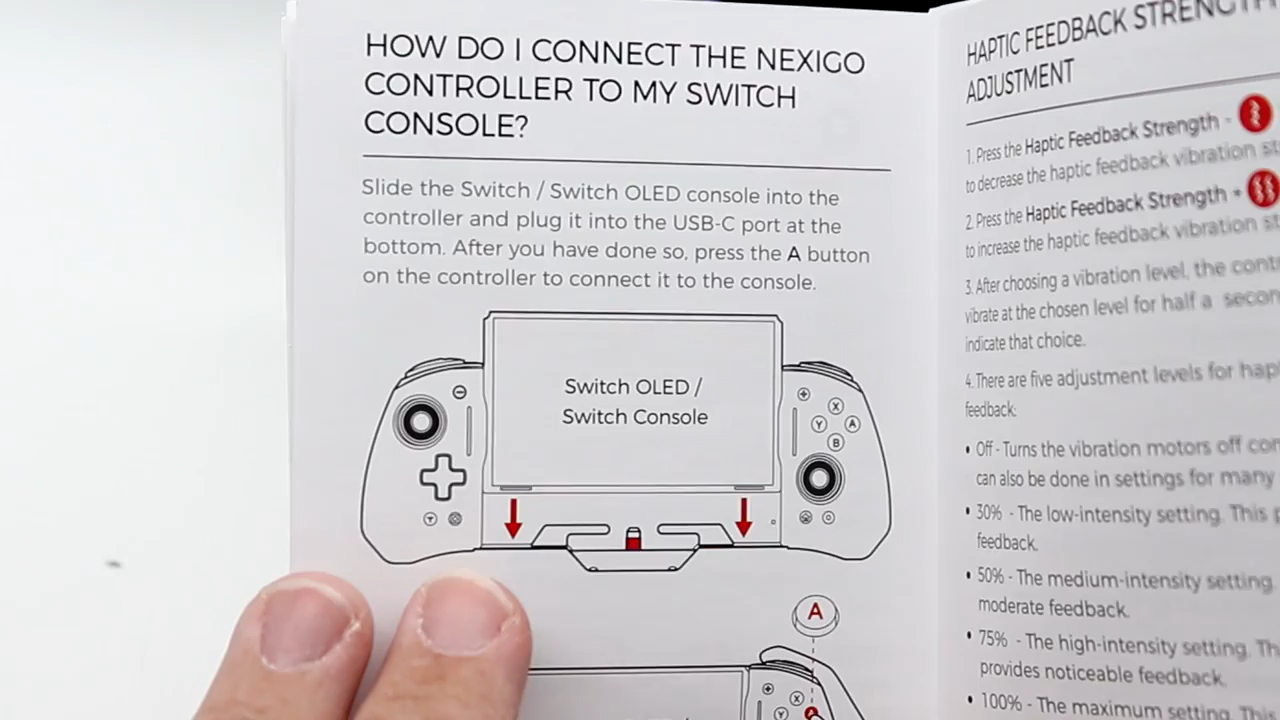 HOW DO I CONNECT THE NEXIGO
CONTROLLER TO MY SWITCH
CONSOLE?
Slide the Switch / Switch OLED console into the
controller and plug it into the USB-C port at the
bottom. After you have done so, press the A button
on the controller to connect it to the console.
Switch OLED /
Switch Console
X
Y
A
B
T
A
X
Y
A
HAPTIC FEEDBACK STRENGTH
ADJUSTMENT
1. Press the Haptic Feedback Strength -
to decrease the haptic feedback vibration
2. Press the Haptic Feedback Strength +
to increase the haptic feedback vibration
3. After choosing a vibration level, the
vibrate at the chosen level for half a
indicate that choice.
4. There are five adjustment levels for
feedback:
• Off - Turns the vibration motors off
can also be done in settings for many
• 30% - The low-intensity setting. This
feedback.
• 50% - The medium-intensity setting.
moderate feedback.
• 75% - The high-intensity setting.
provides noticeable feedback.
• 100% - The maximum setting. This